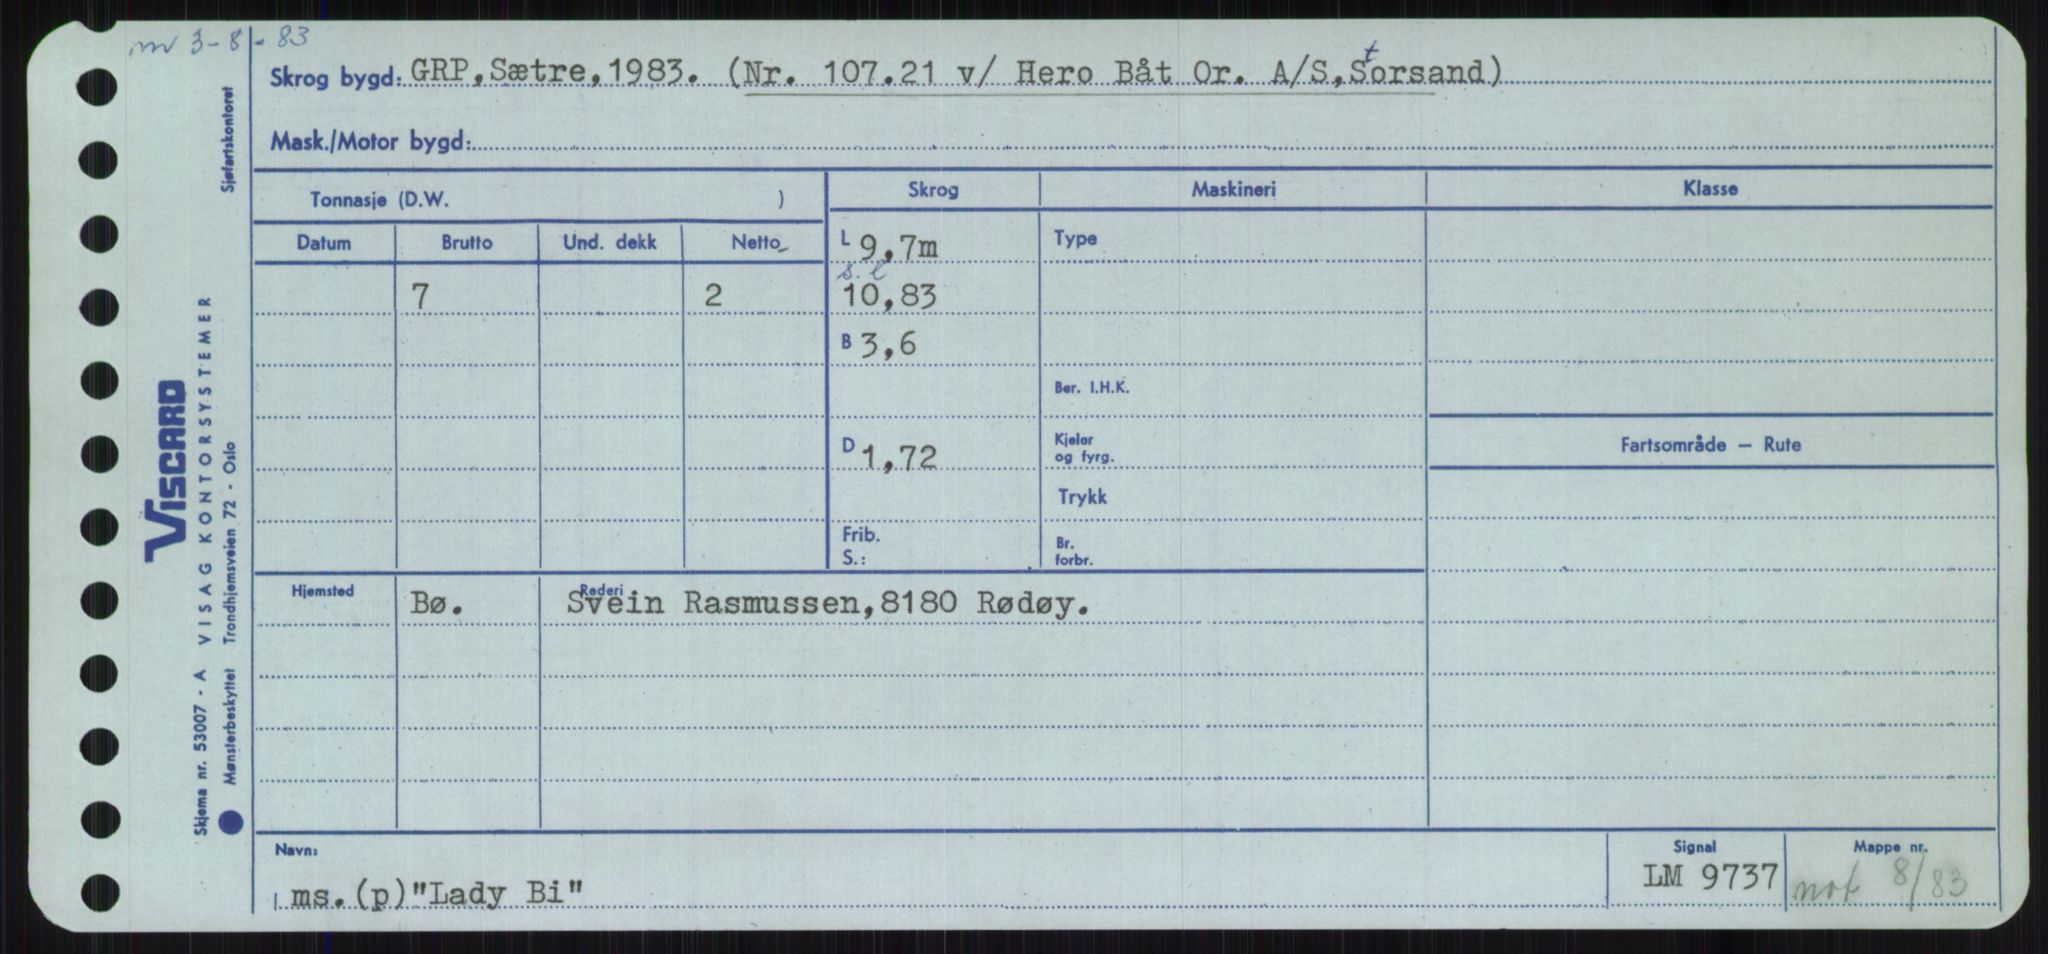 mv 3-8-83
Skrog bygd: GRP, Sætre, 1983. (Nr. 107.21 v/ Hero Båt Or. A/S, Storsand)
Mask./Motor bygd:
Tonnasje (D.W. )
Skrog Maskineri Klasse
Datum Brutto Und. dekk Netto
L 9,7m Type
s.l
7 2 10,83
B 3,6
Ber. I.H.K.
D 1,72
Kjeler
og fyrg.
Fartsområde — Rute
Trykk
Frib.
S.:
Br.
forbr.
Hjemsted Bø. Rederi Svein Rasmussen, 8180 Rødøy.
Navn: Signal Mappe nr.
ms.(p)"Lady Bi" LM 9737 not 8/83
Sjøfartskontoret
VISCARD
VISAG KONTORSYSTEMER
Trondhjemsveien 72 - Oslo
Skjema nr. 53007 - A
Mønsterbeskyttet